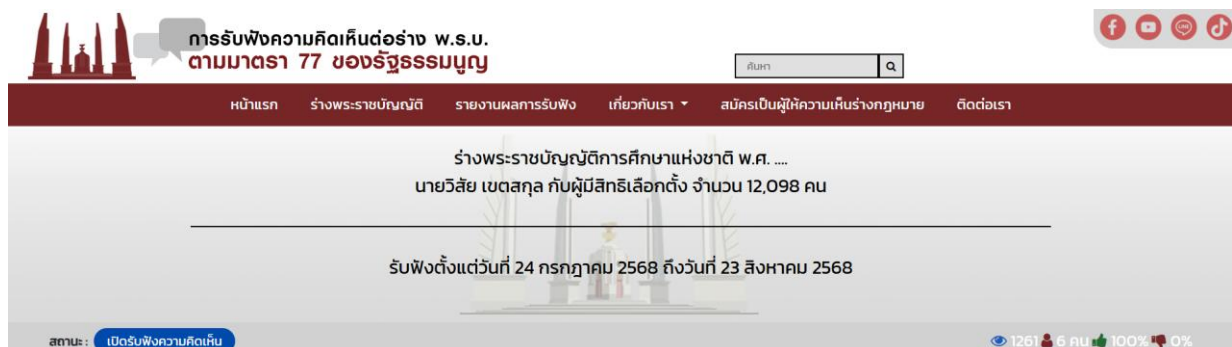 การรับฟังความคิดเห็นต่อร่าง พ.ร.บ.
ตามมาตรา 77 ของรัฐธรรมนูญ
ค้นหา
หน้าแรก ร่างพระราชบัญญัติ รายงานผลการรับฟัง เกี่ยวกับเรา สมัครเป็นผู้ให้ความเห็นร่างกฎหมาย ติดต่อเรา
ร่างพระราชบัญญัติการศึกษาแห่งชาติ พ.ศ. ....
นายวิสัย เขตสกุล กับผู้มีสิทธิเลือกตั้ง จำนวน 12,098 คน
รับฟังตั้งแต่วันที่ 24 กรกฎาคม 2568 ถึงวันที่ 23 สิงหาคม 2568
สถานะ : เปิดรับฟังความคิดเห็น 1261 6 คน 100% 0%